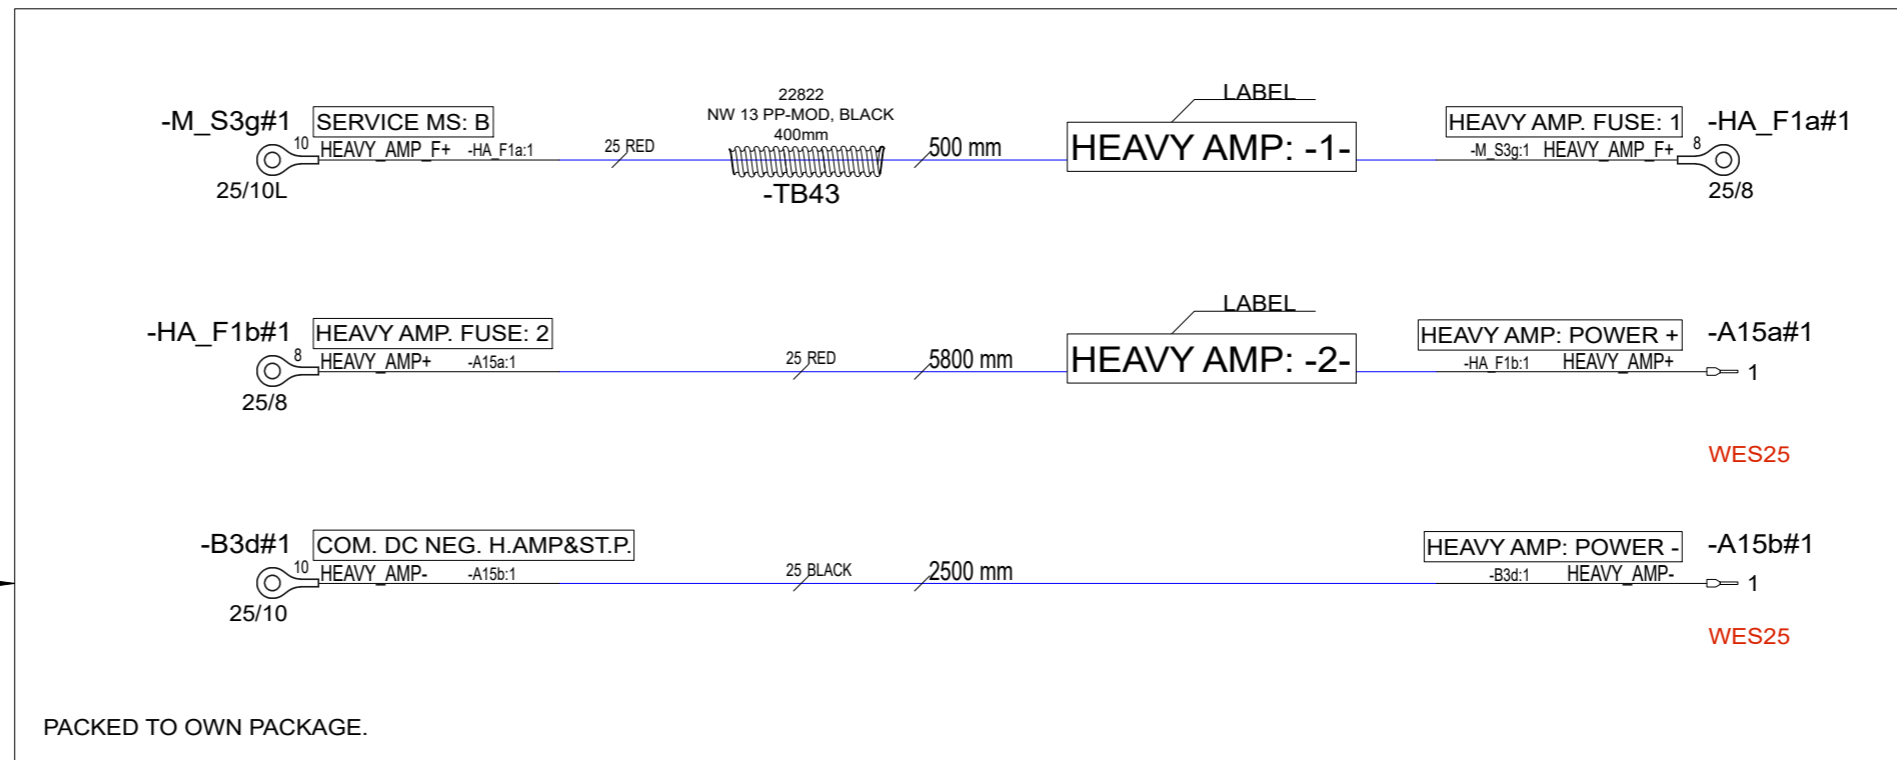 22822
NW 13 PP-MOD, BLACK
400mm
LABEL
-M_S3g#1 SERVICE MS: B HEAVY AMP. FUSE: 1 -HA_F1a#1
10 HEAVY_AMP_F+ -HA_F1a:1 25 RED 500 mm HEAVY AMP: -1- -M_S3g:1 HEAVY_AMP_F+ 8
25/10L -TB43 25/8
LABEL
-HA_F1b#1 HEAVY AMP. FUSE: 2 HEAVY AMP: POWER + -A15a#1
8 HEAVY_AMP+ -A15a:1 25 RED 5800 mm HEAVY AMP: -2- -HA_F1b:1 HEAVY_AMP+ 1
25/8
WES25
-B3d#1 COM. DC NEG. H.AMP&ST.P. HEAVY AMP: POWER - -A15b#1
10 HEAVY_AMP- -A15b:1 25 BLACK 2500 mm -B3d:1 HEAVY_AMP- 1
25/10
WES25
PACKED TO OWN PACKAGE.